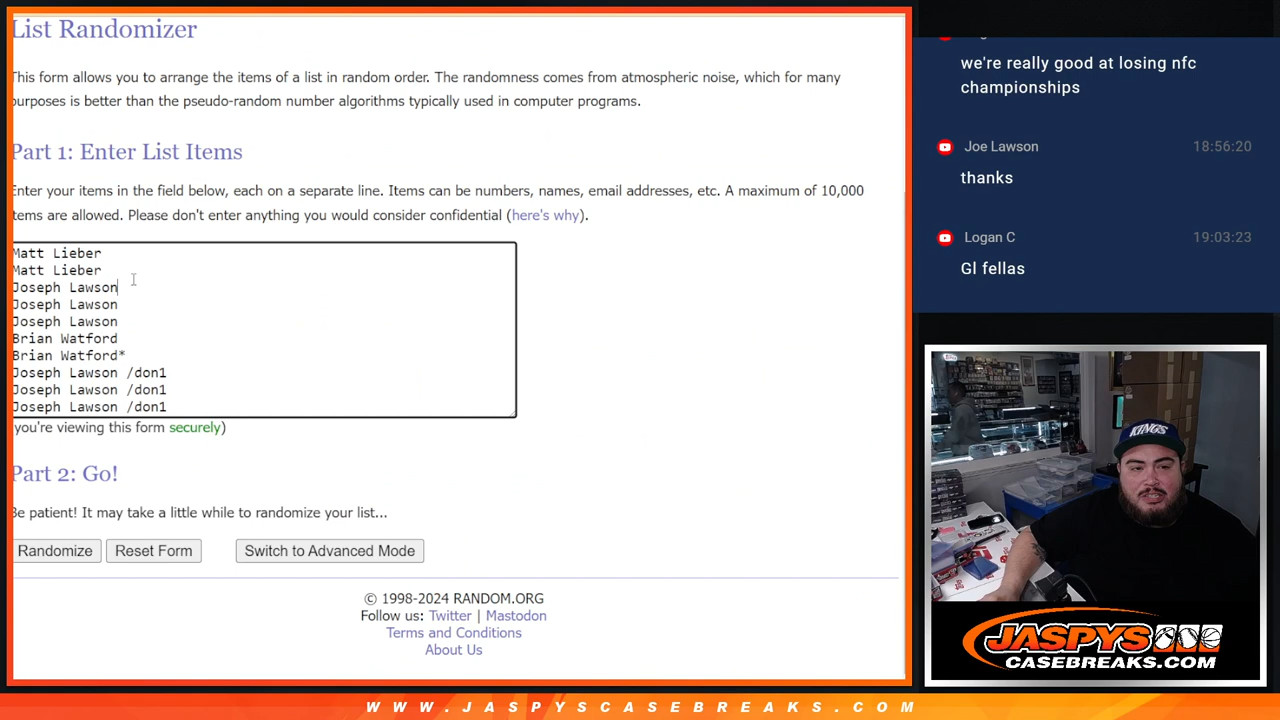 List Randomizer
This form allows you to arrange the items of a list in random order. The randomness comes from atmospheric noise, which for many
purposes is better than the pseudo-random number algorithms typically used in computer programs.
Part 1: Enter List Items
Enter your items in the field below, each on a separate line. Items can be numbers, names, email addresses, etc. A maximum of 10,000
items are allowed. Please don't enter anything you would consider confidential (here's why).
Matt Lieber
Matt Lieber
Joseph Lawson
Joseph Lawson
Joseph Lawson
Brian Watford
Brian Watford*
Joseph Lawson /don1
Joseph Lawson /don1
Joseph Lawson /don1
you're viewing this form securely)
Part 2: Go!
Be patient! It may take a little while to randomize your list...
Randomize Reset Form Switch to Advanced Mode
© 1998-2024 RANDOM.ORG
Follow us: Twitter | Mastodon
Terms and Conditions
About Us
we're really good at losing nfc
championships
Joe Lawson 18:56:20
thanks
Logan C 19:03:23
Gl fellas
KINGS
JASPYS
CASEBREAKS.COM
WWW.JASPYSCASEBREAKS.COM